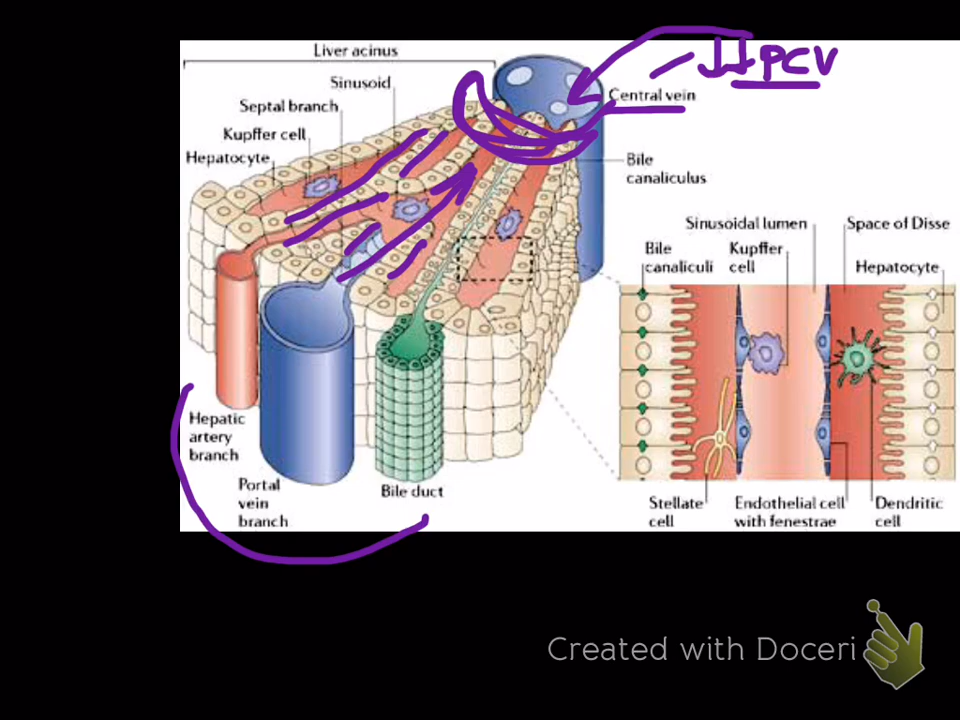 Liver acinus
Sinusoid
Septal branch
Kupffer cell
Hepatocyte
↓↓PCV
Central vein
Bile
canaliculus
Sinusoidal lumen
Space of Disse
Bile
canaliculi
Kupffer
cell
Hepatocyte
Hepatic
artery
branch
Portal
vein
branch
Bile duct
Stellate
cell
Endothelial cell
with fenestrae
Dendritic
cell
Created with Doceri